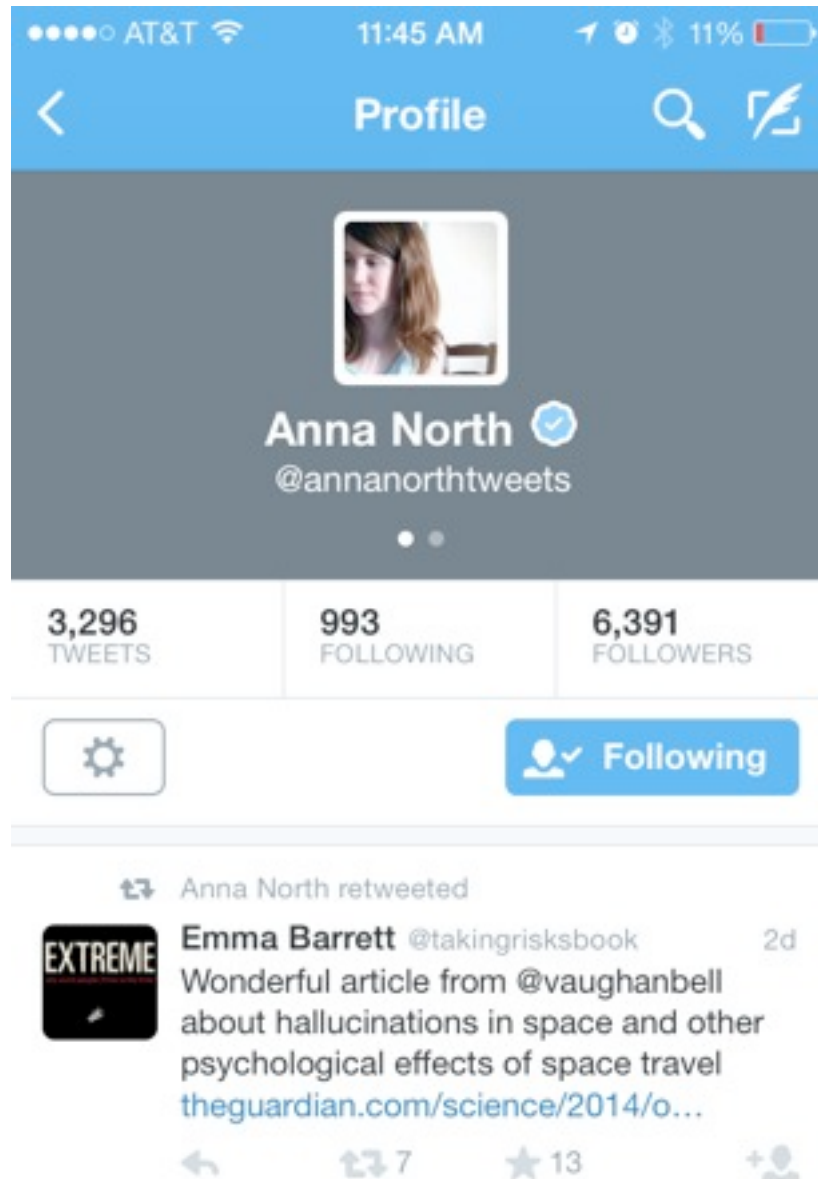 AT&T 11:45 AM 11%
Profile
Anna North
@annanorthtweets
3,296 993 6,391
TWEETS FOLLOWING FOLLOWERS
Following
Anna North retweeted
Emma Barrett @takingrisksbook 2d
EXTREME
Wonderful article from @vaughanbell
about hallucinations in space and other
psychological effects of space travel
theguardian.com/science/2014/o...
7 13